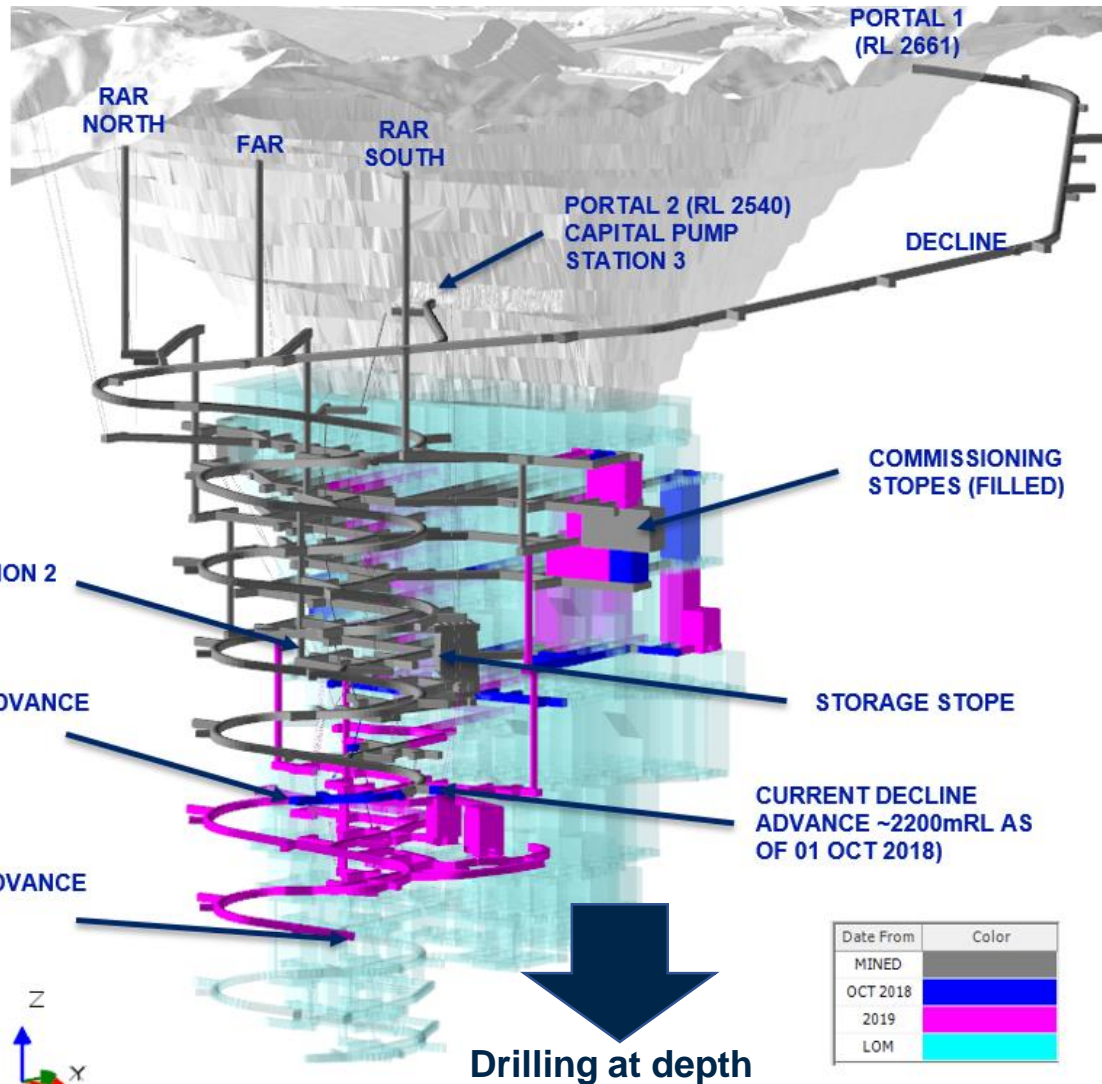 PORTAL 1
(RL 2661)
RAR
NORTH
FAR
RAR
SOUTH
PORTAL 2 (RL 2540)
CAPITAL PUMP
STATION 3
DECLINE
COMMISSIONING
STOPES (FILLED)
ION 2
STORAGE STOPE
DVANCE
CURRENT DECLINE
ADVANCE ~2200mRL AS
OF 01 OCT 2018)
DVANCE
Date From Color
MINED
OCT 2018
2019
LOM
Z
Drilling at depth